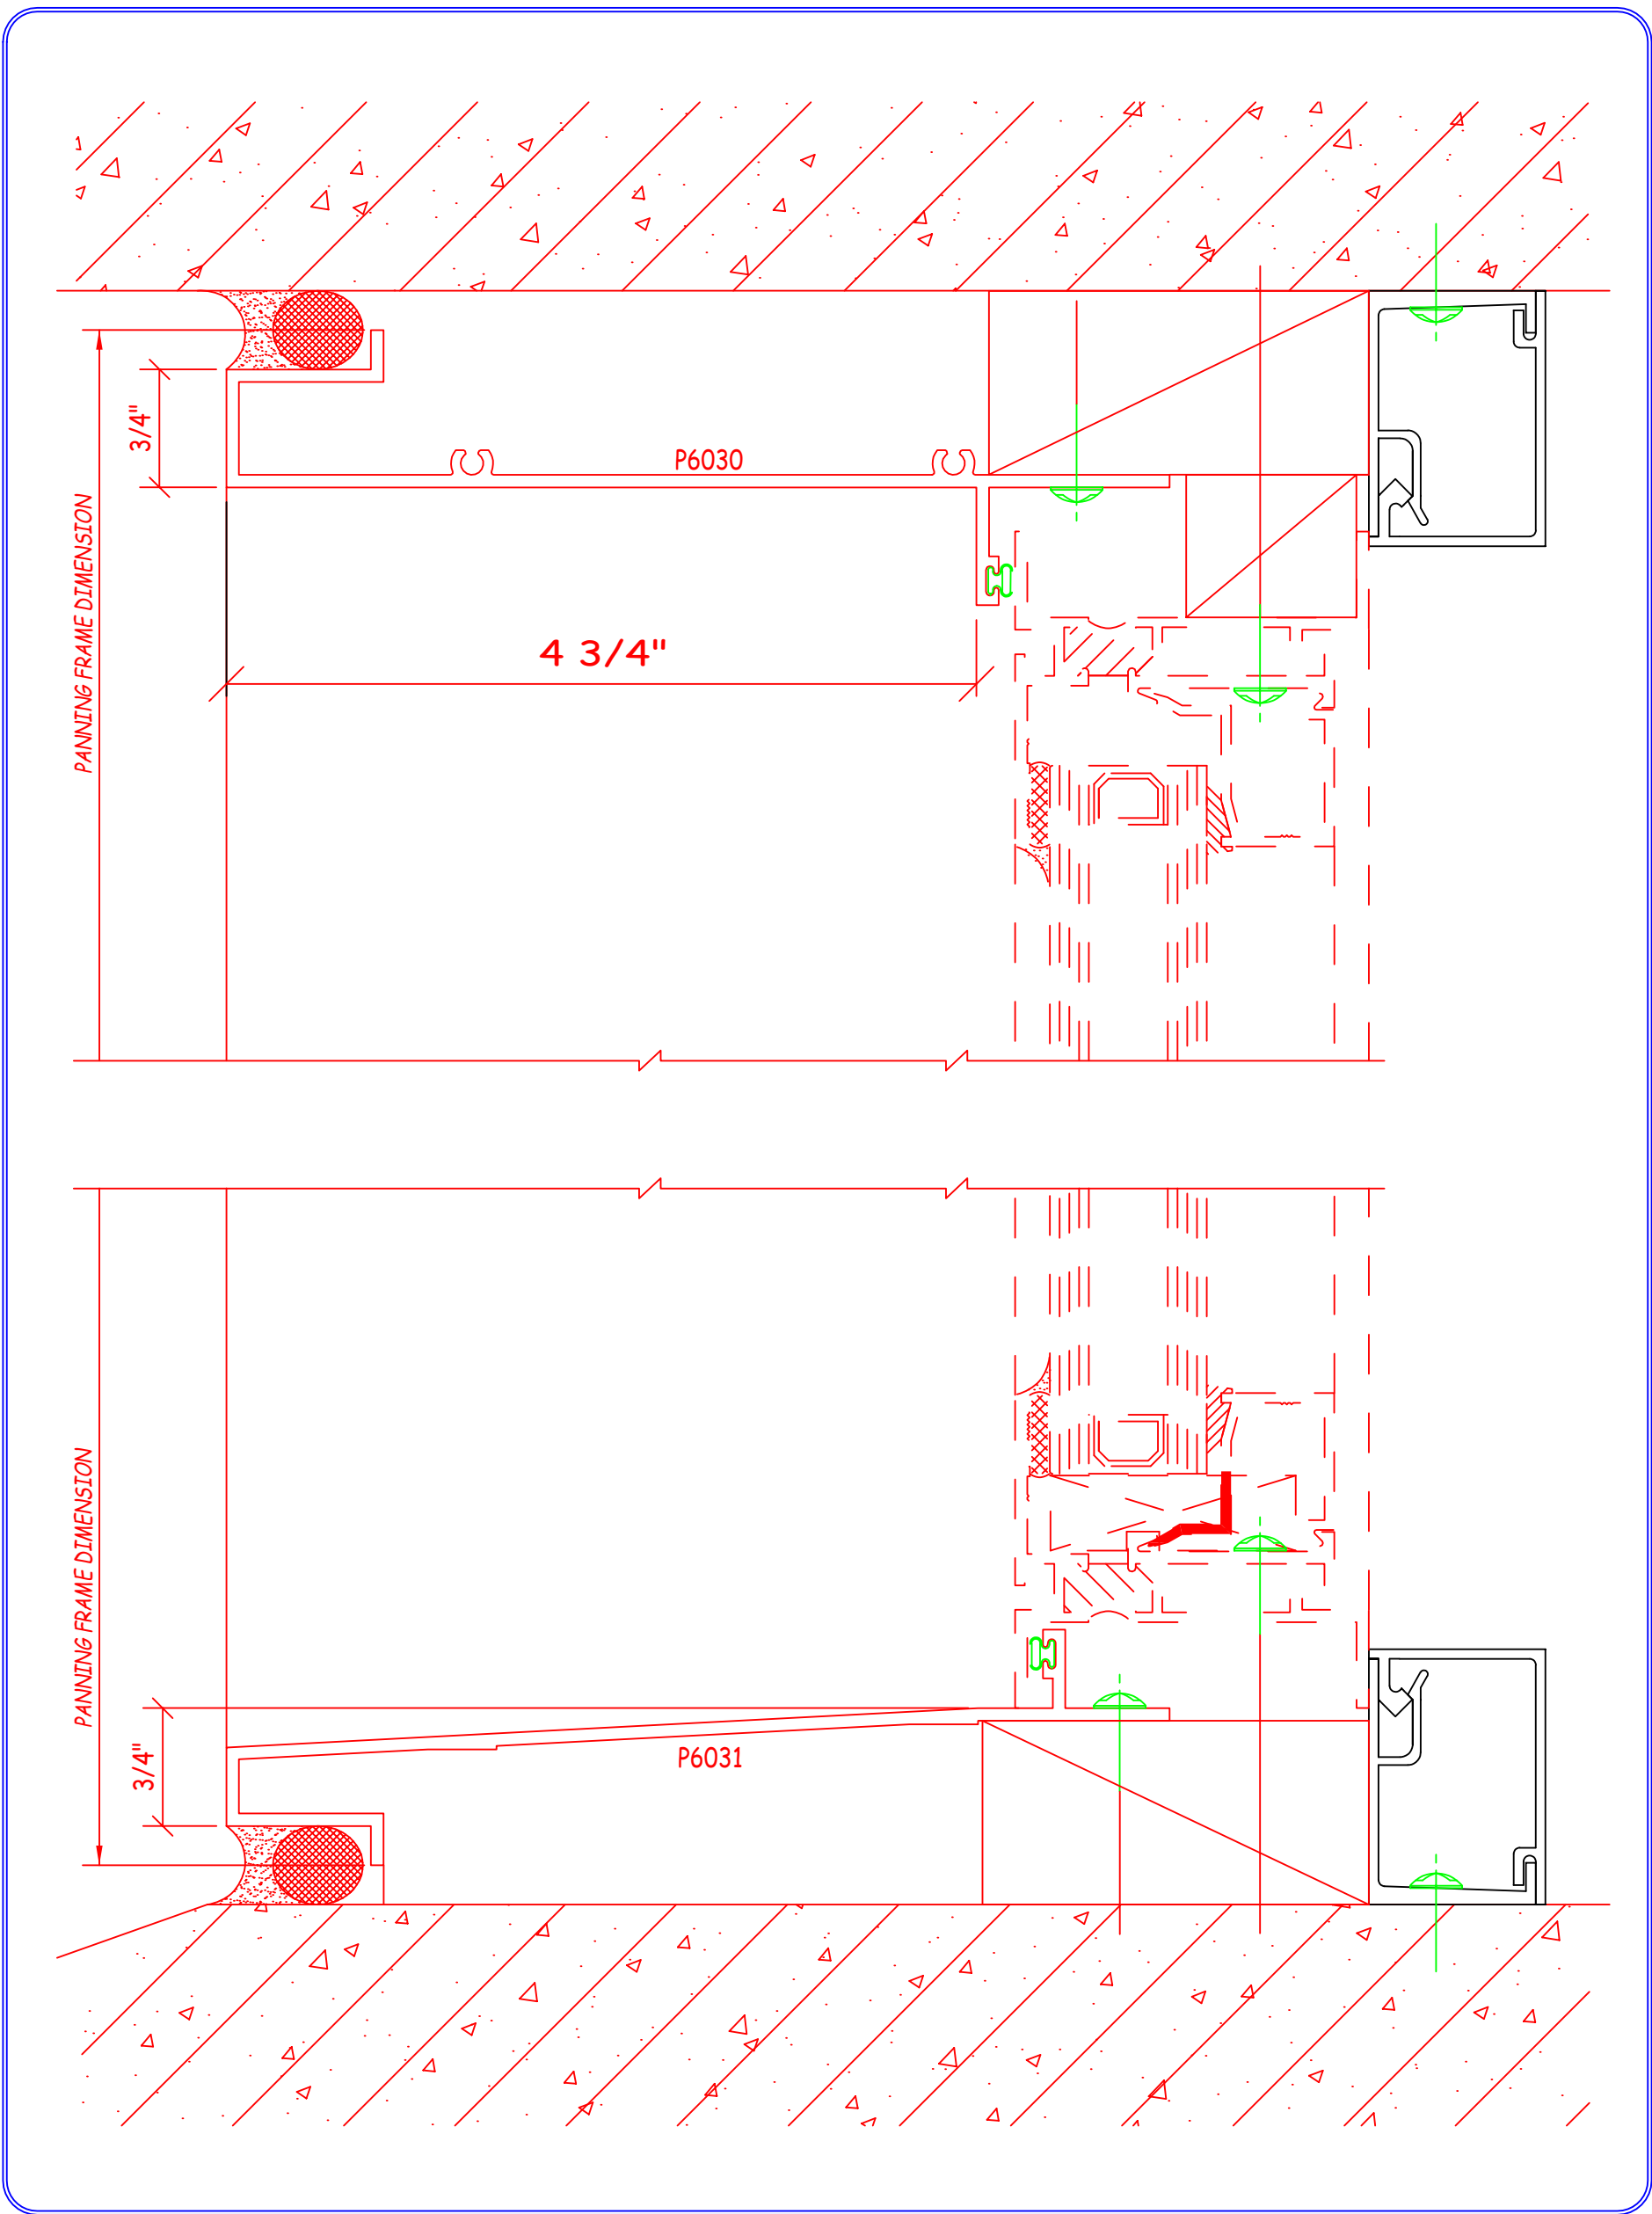 3/4"
P6030
PANNING FRAME DIMENSION
4 3/4"
PANNING FRAME DIMENSION
3/4"
P6031